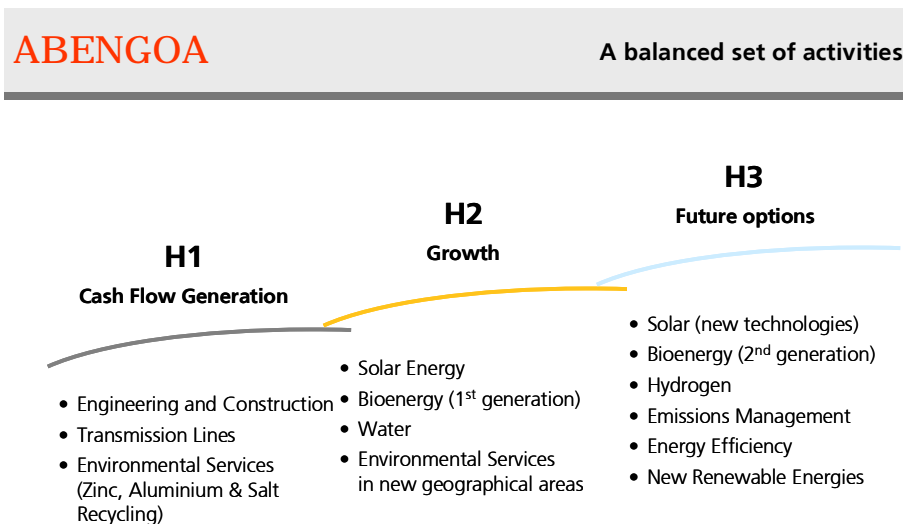 ABENGOA
A balanced set of activities
H1
Cash Flow Generation
• Engineering and Construction
• Transmission Lines
• Environmental Services
(Zinc, Aluminium & Salt
Recycling)
H2
Growth
• Solar Energy
• Bioenergy (1st generation)
• Water
• Environmental Services
in new geographical areas
H3
Future options
• Solar (new technologies)
• Bioenergy (2nd generation)
• Hydrogen
• Emissions Management
• Energy Efficiency
• New Renewable Energies